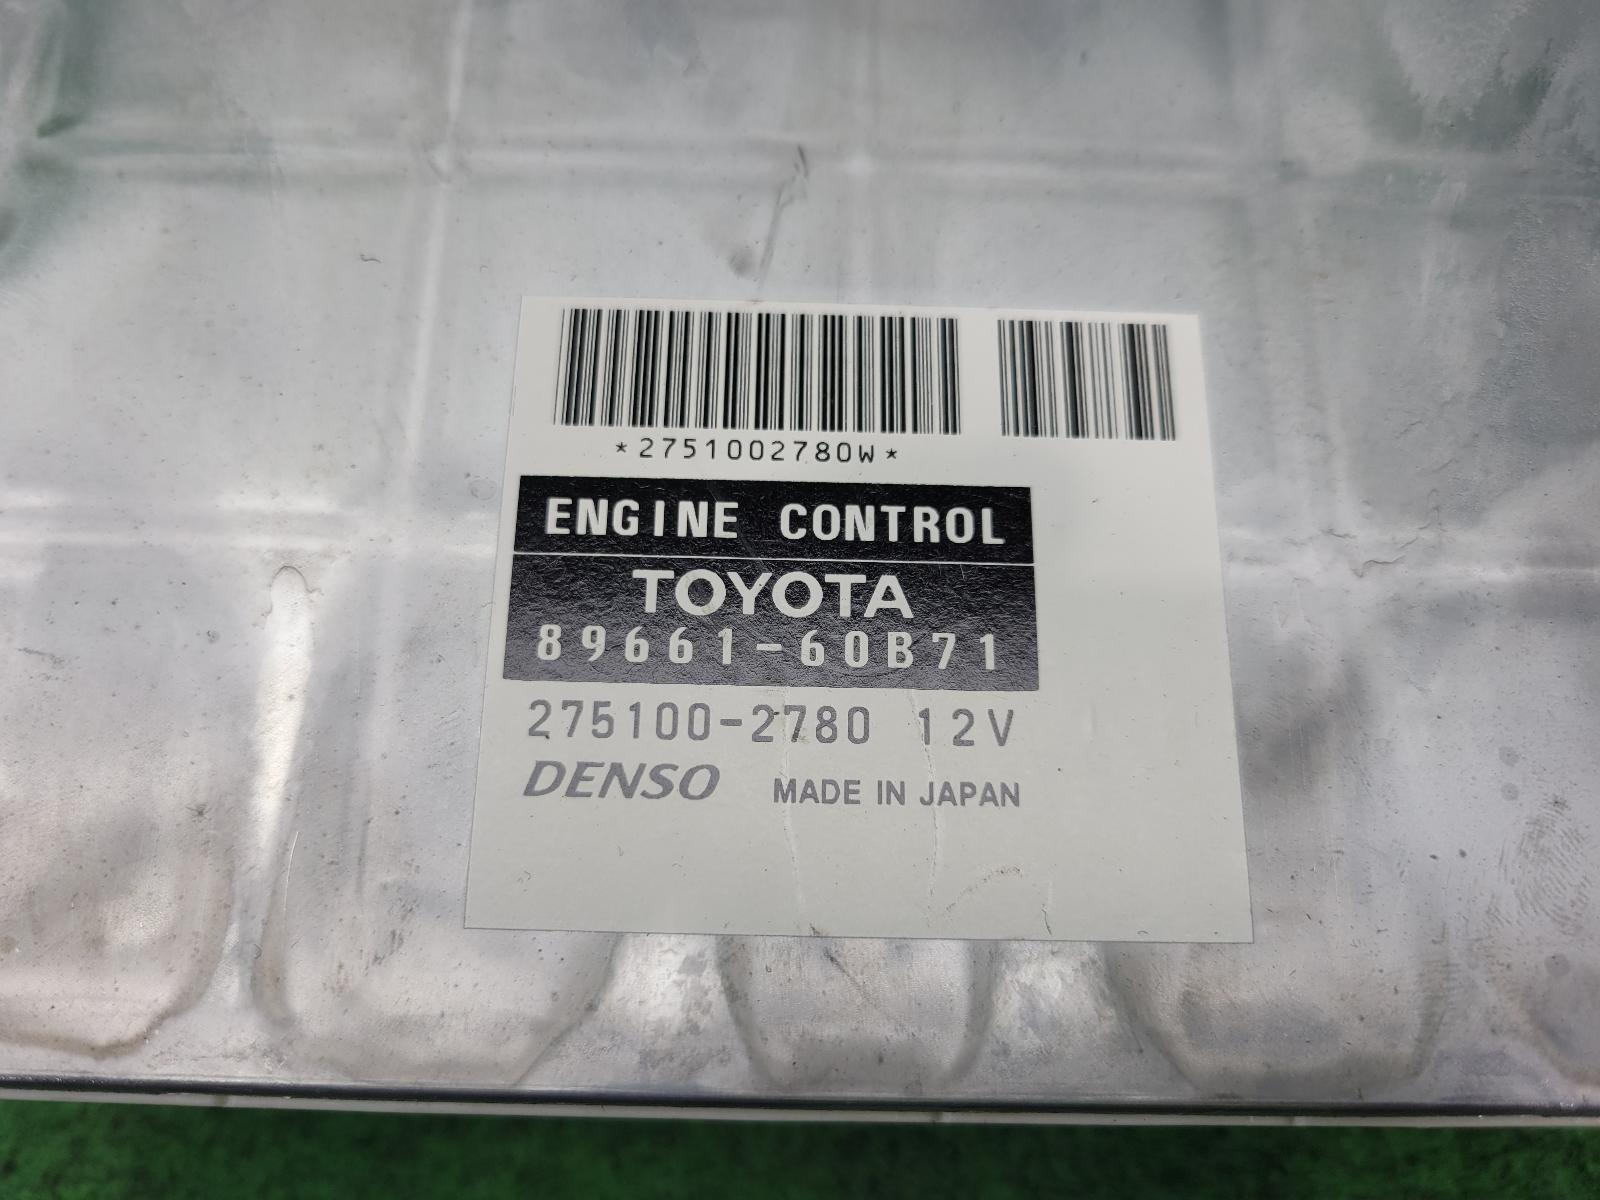 *2751002780W*
ENGINE CONTROL
TOYOTA
89661-60B71
275100-2780 12V
DENSO MADE IN JAPAN